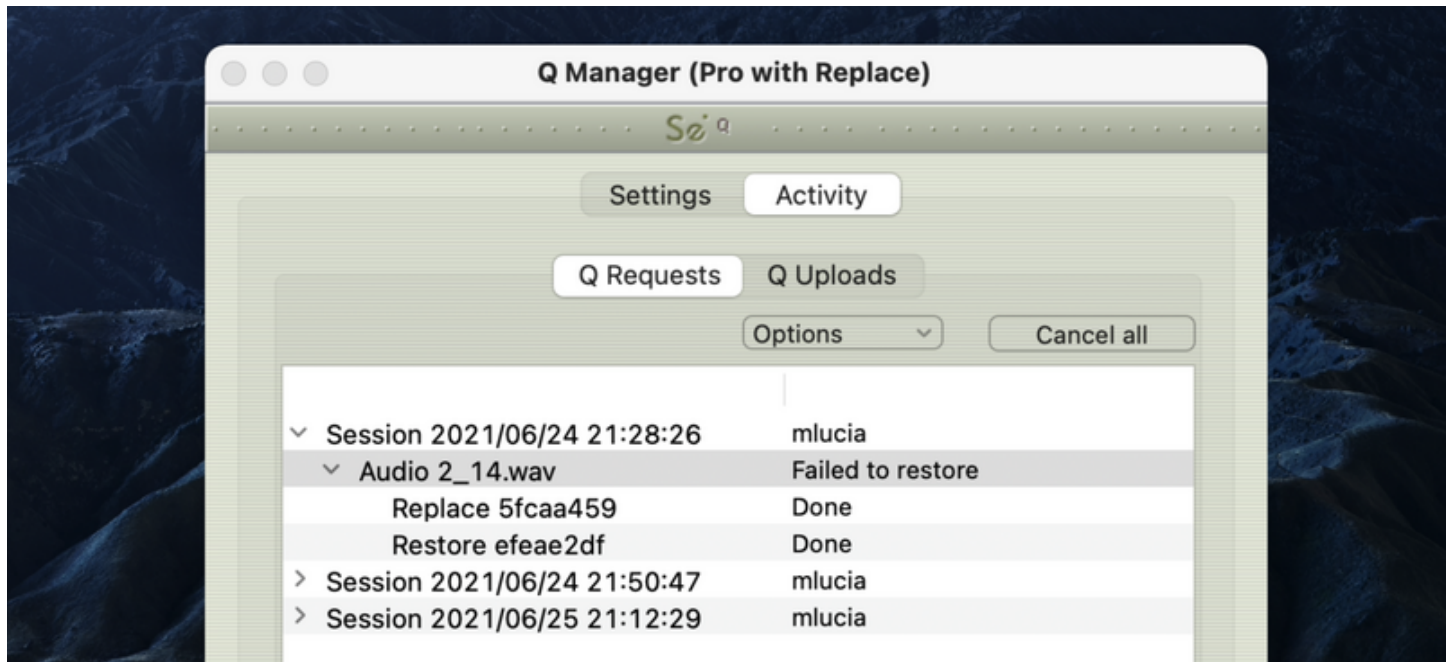 Q Manager (Pro with Replace)
Se Q
Settings Activity
Q Requests Q Uploads
Options Cancel all
Session 2021/06/24 21:28:26 mlucia
Audio 2_14.wav Failed to restore
Replace 5fcaa459 Done
Restore efeae2df Done
Session 2021/06/24 21:50:47 mlucia
Session 2021/06/25 21:12:29 mlucia